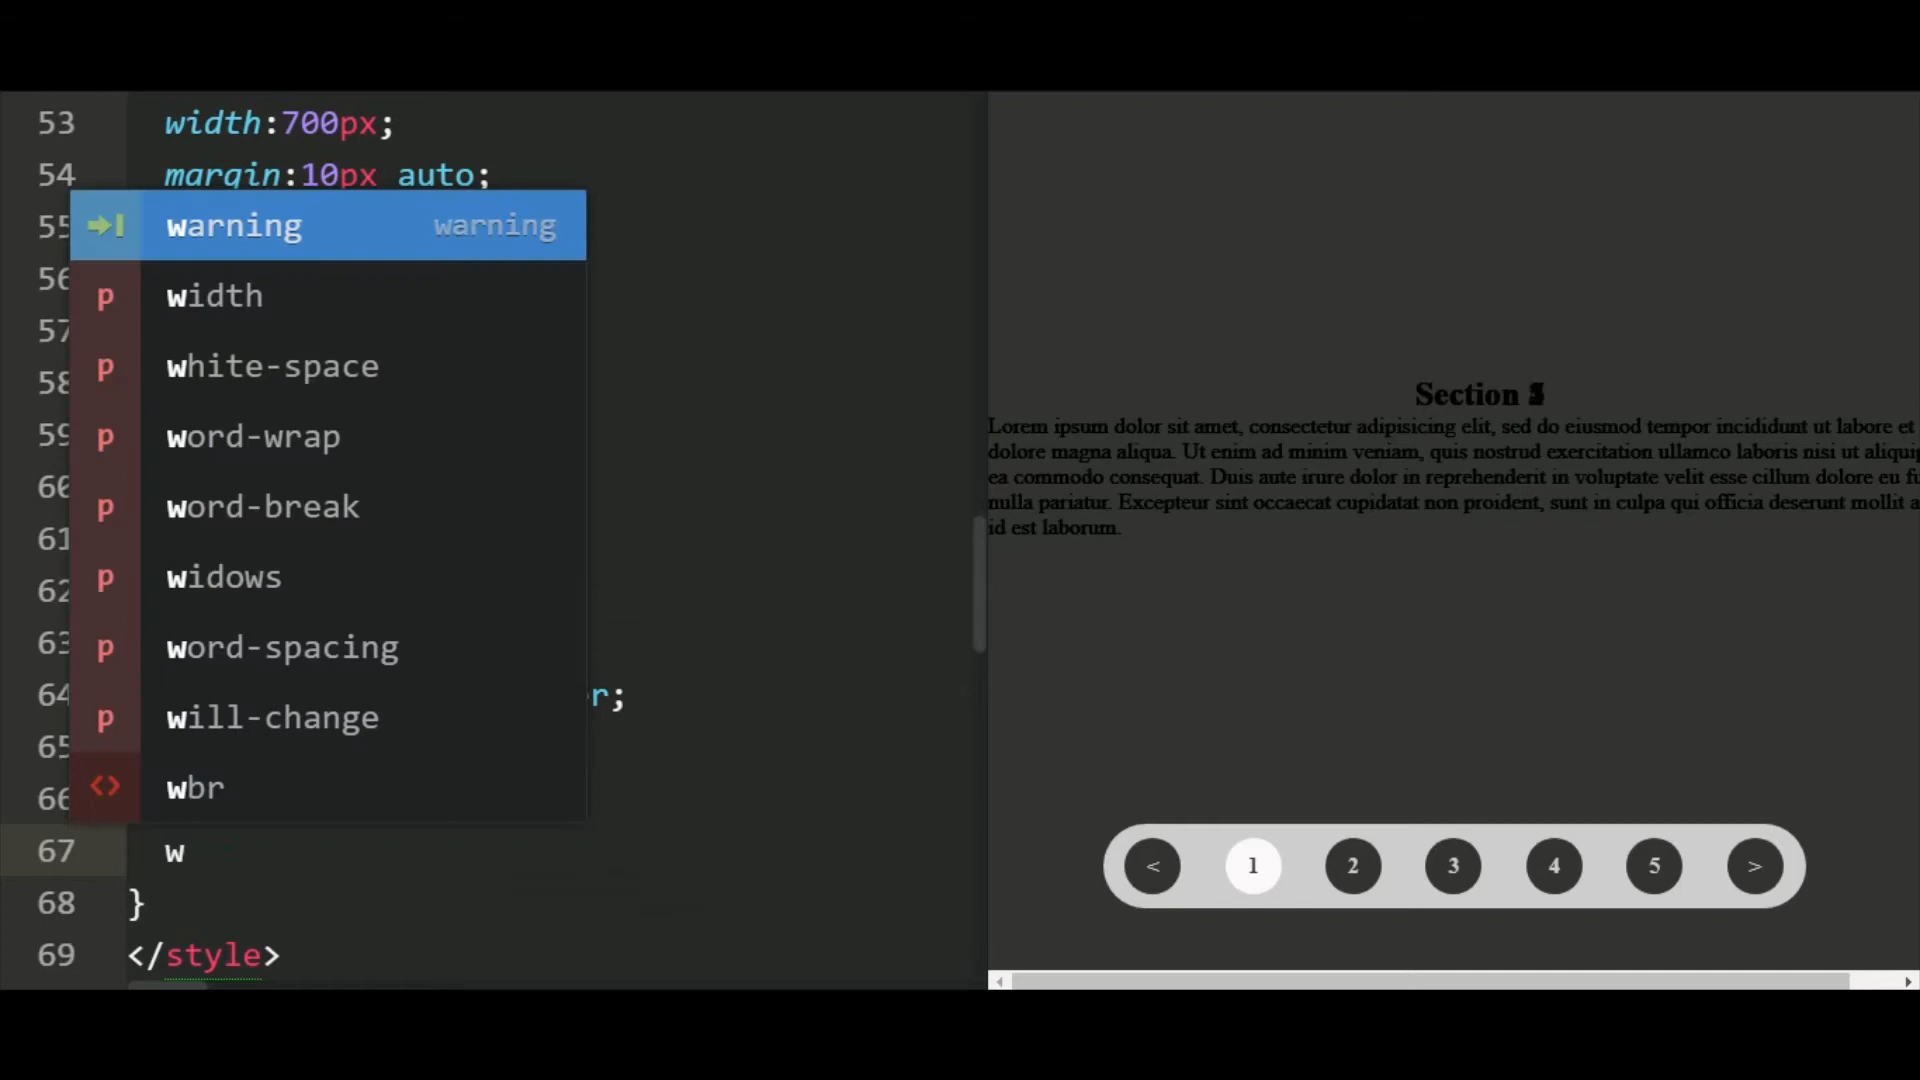 53 width:700px;
54 margin:10px auto;
55 warning warning
56 p width
57 p white-space
58 p word-wrap
59 p word-break
60 p widows
61 p word-spacing
62 p will-change
63 <> wbr
64 r;
65
66
67 w
68 }
69 </style>
Section
Lorem ipsum dolor sit amet, consectetur adipisicing elit, sed do eiusmod tempor incididunt ut labore et
dolore magna aliqua. Ut enim ad minim veniam, quis nostrud exercitation ullamco laboris nisi ut aliquip
ea commodo consequat. Duis aute irure dolor in reprehenderit in voluptate velit esse cillum dolore eu fu
nulla pariatur. Excepteur sint occaecat cupidatat non proident, sunt in culpa qui officia deserunt mollit a
id est laborum.
< 1 2 3 4 5 >